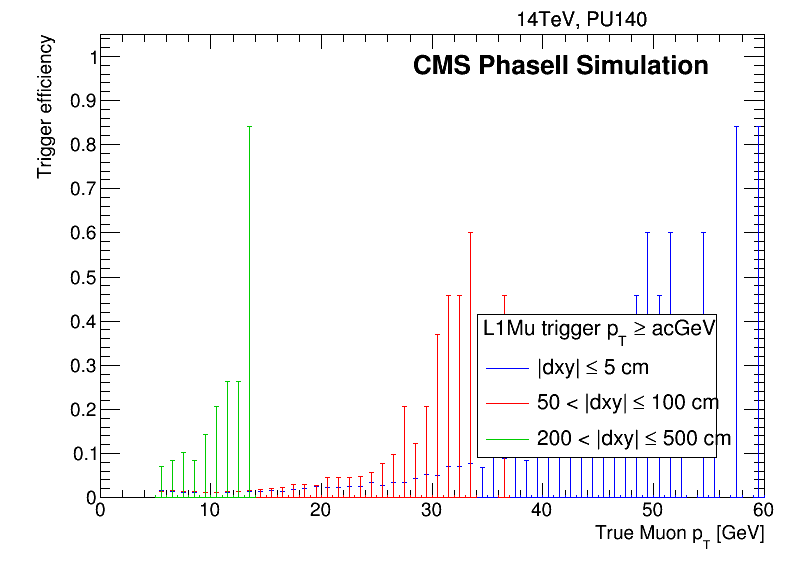 14TeV, PU140
CMS PhaseII Simulation
Trigger efficiency
1
0.9
0.8
0.7
0.6
0.5
0.4
0.3
0.2
0.1
0
L1Mu trigger p_T ≥ acGeV
|dxy| ≤ 5 cm
50 < |dxy| ≤ 100 cm
200 < |dxy| ≤ 500 cm
0 10 20 30 40 50 60
True Muon p_T [GeV]